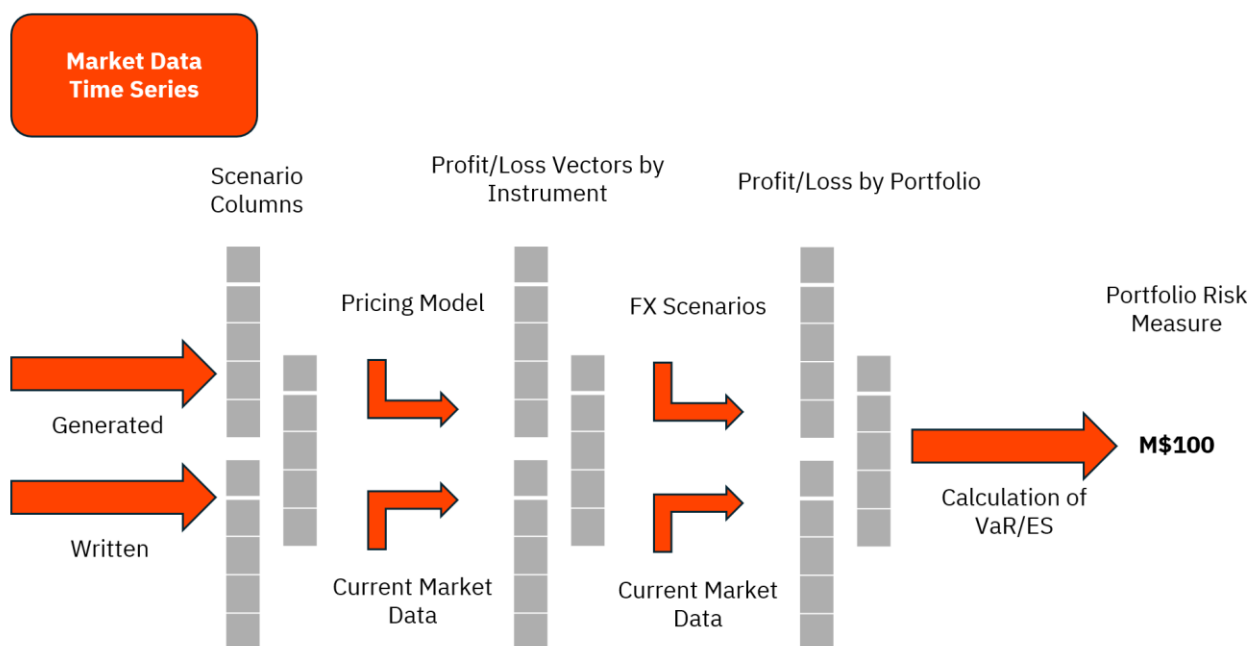 Market Data
Time Series
Scenario
Columns
Profit/Loss Vectors by
Instrument
Profit/Loss by Portfolio
Pricing Model
FX Scenarios
Portfolio Risk
Measure
Generated
Written
Current Market
Data
Current Market
Data
M$100
Calculation of
VaR/ES